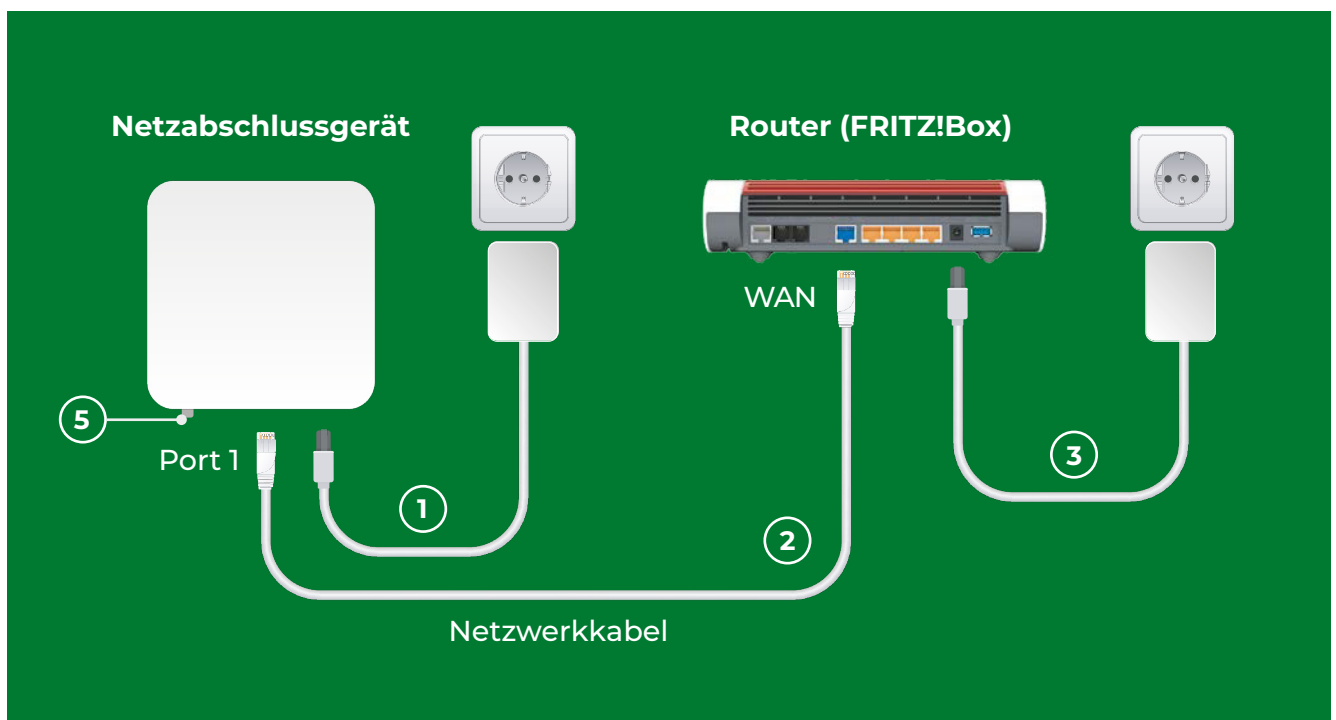 Netzabschlussgerät
Router (FRITZ!Box)
WAN
5
Port 1
3
1
2
Netzwerkkabel